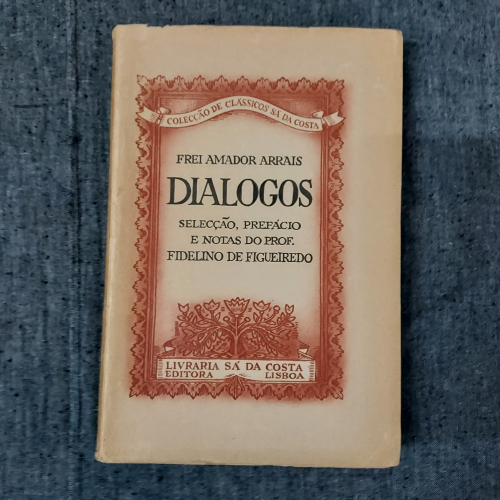 COLECÇÃO DE CLÁSSICOS SÁ DA COSTA
FREI AMADOR ARRAIS
DIALOGOS
SELECÇÃO, PREFÁCIO
E NOTAS DO PROF.
FIDELINO DE FIGUEIREDO
LIVRARIA SÁ DA COSTA
EDITORA LISBOA